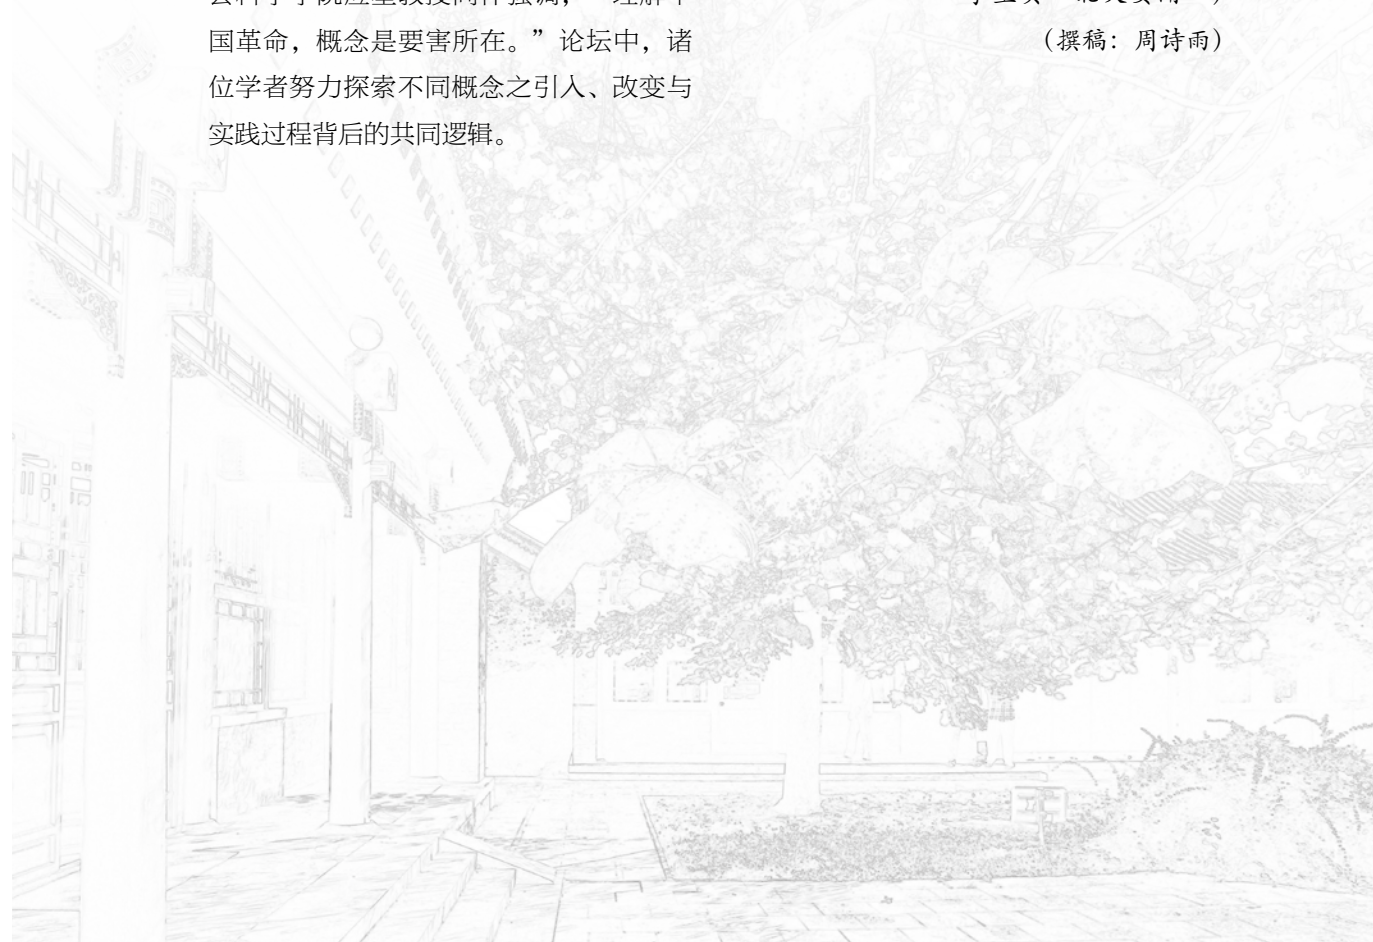 国革命，概念是要害所在。”论坛中，诸
位学者努力探索不同概念之引入、改变与
实践过程背后的共同逻辑。
（撰稿：周诗雨）